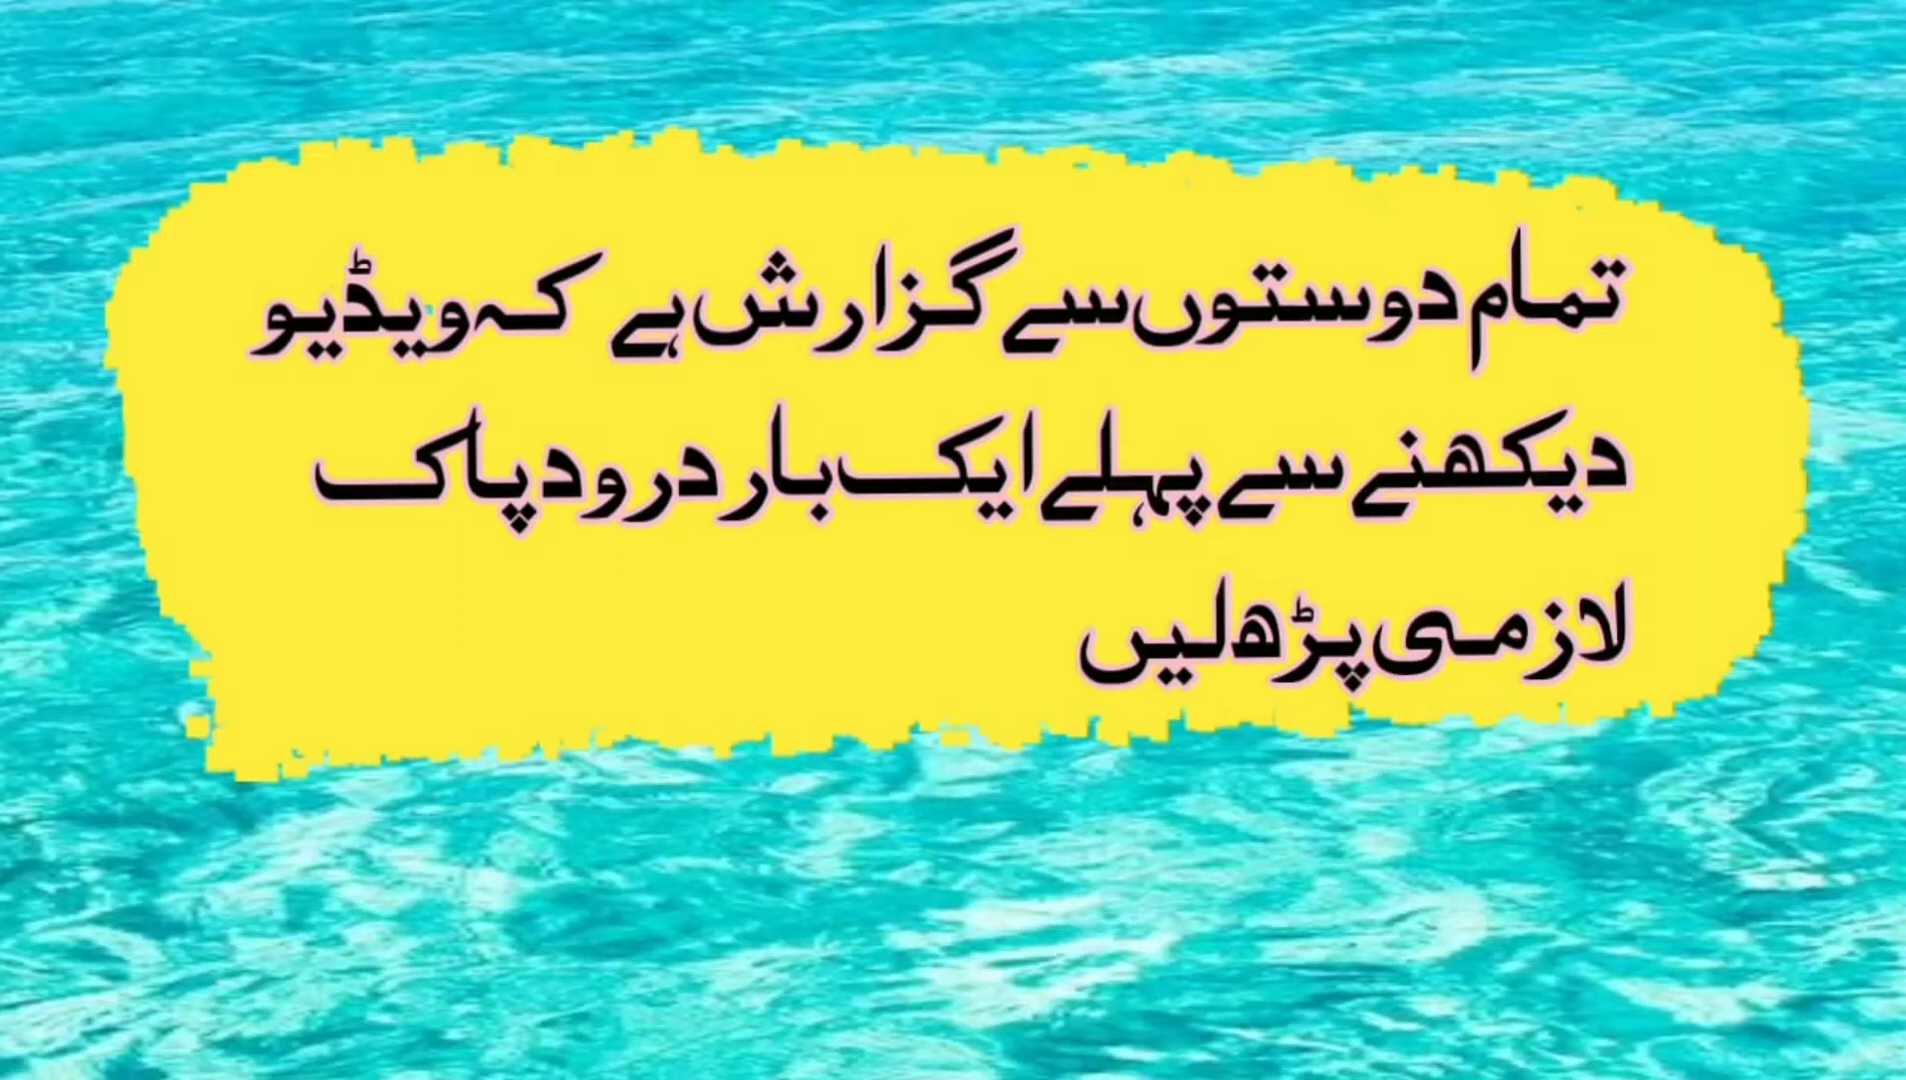 تمام دوستوں سے گزارش ہے کہ ویڈیو
دیکھنے سے پہلے ایک بار درود پاک
لازمی پڑھ لیں